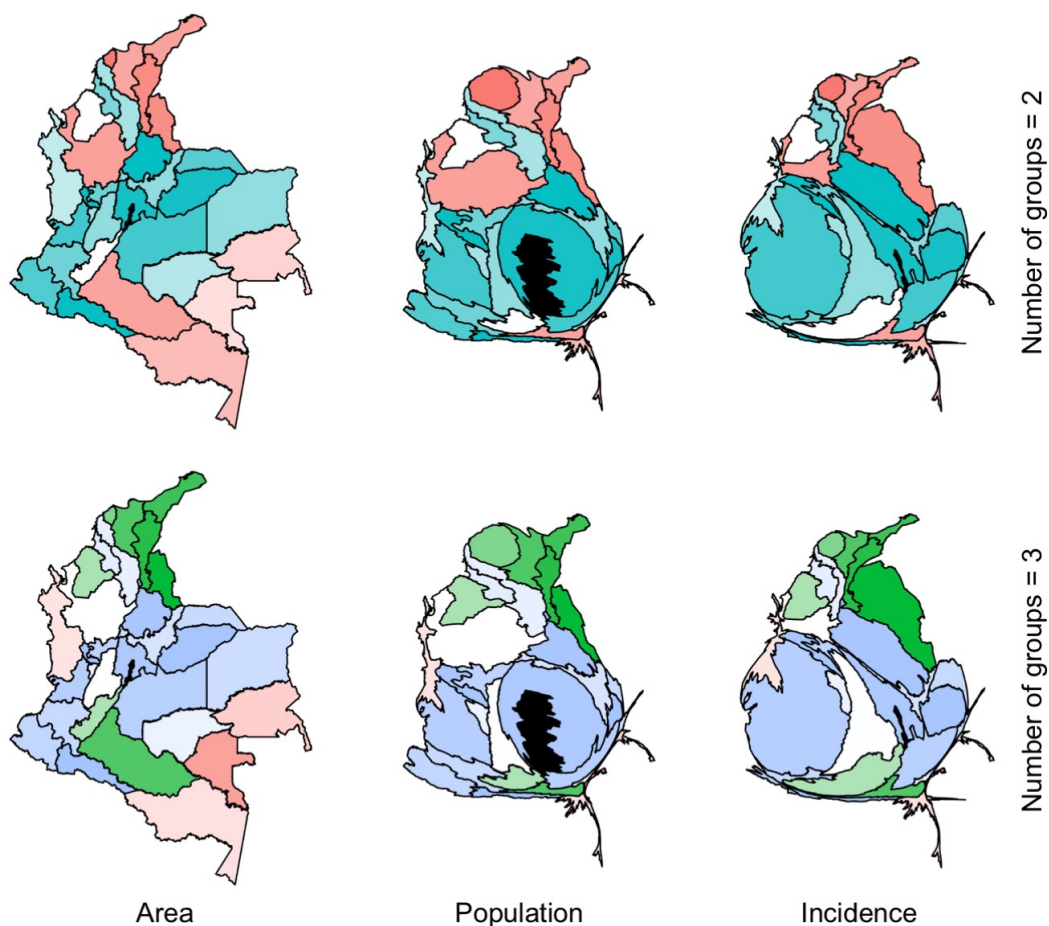 Number of groups = 2
Number of groups = 3
Area
Population
Incidence